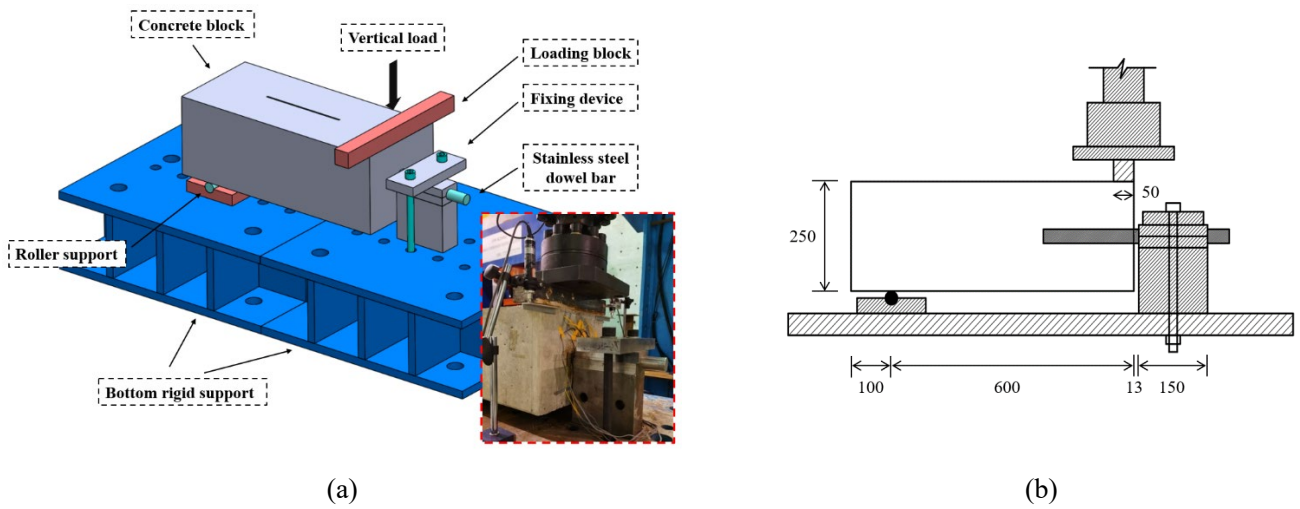 Concrete block
Vertical load
Loading block
Fixing device
Stainless steel
dowel bar
Roller support
Bottom rigid support
50
250
100
600
13
150
(a)
(b)